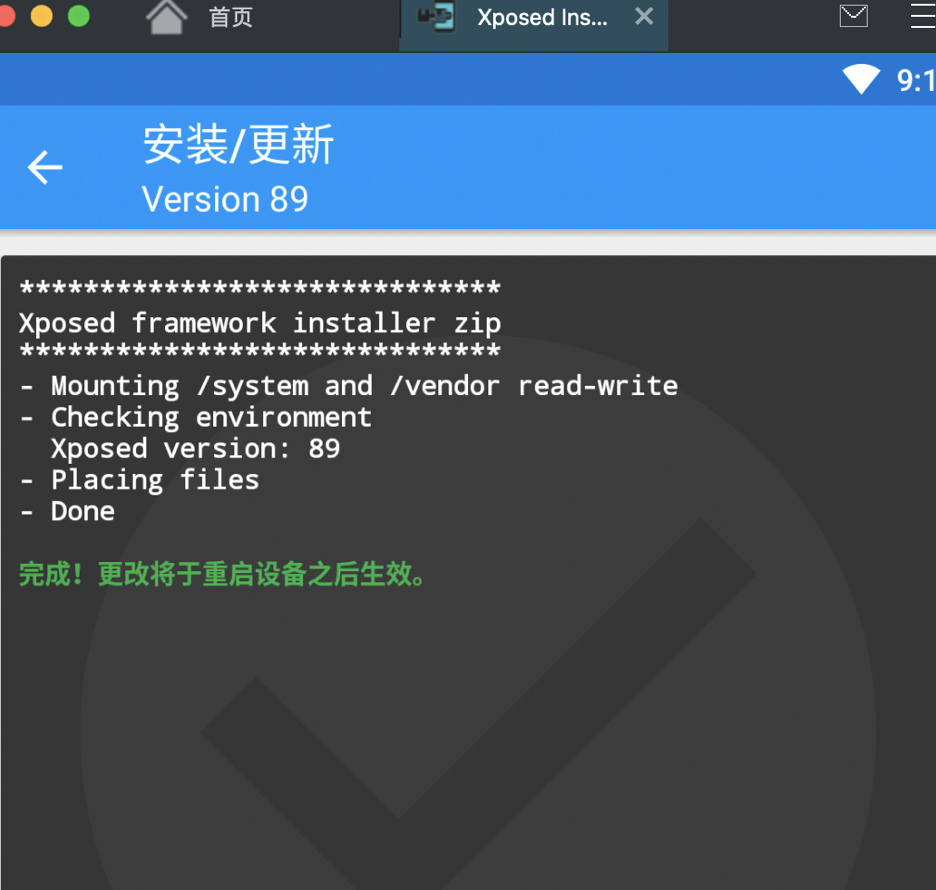 首页
Xposed Ins...
9:1
安装/更新
Version 89
******************************
Xposed framework installer zip
******************************
- Mounting /system and /vendor read-write
- Checking environment
  Xposed version: 89
- Placing files
- Done
完成！更改将于重启设备之后生效。